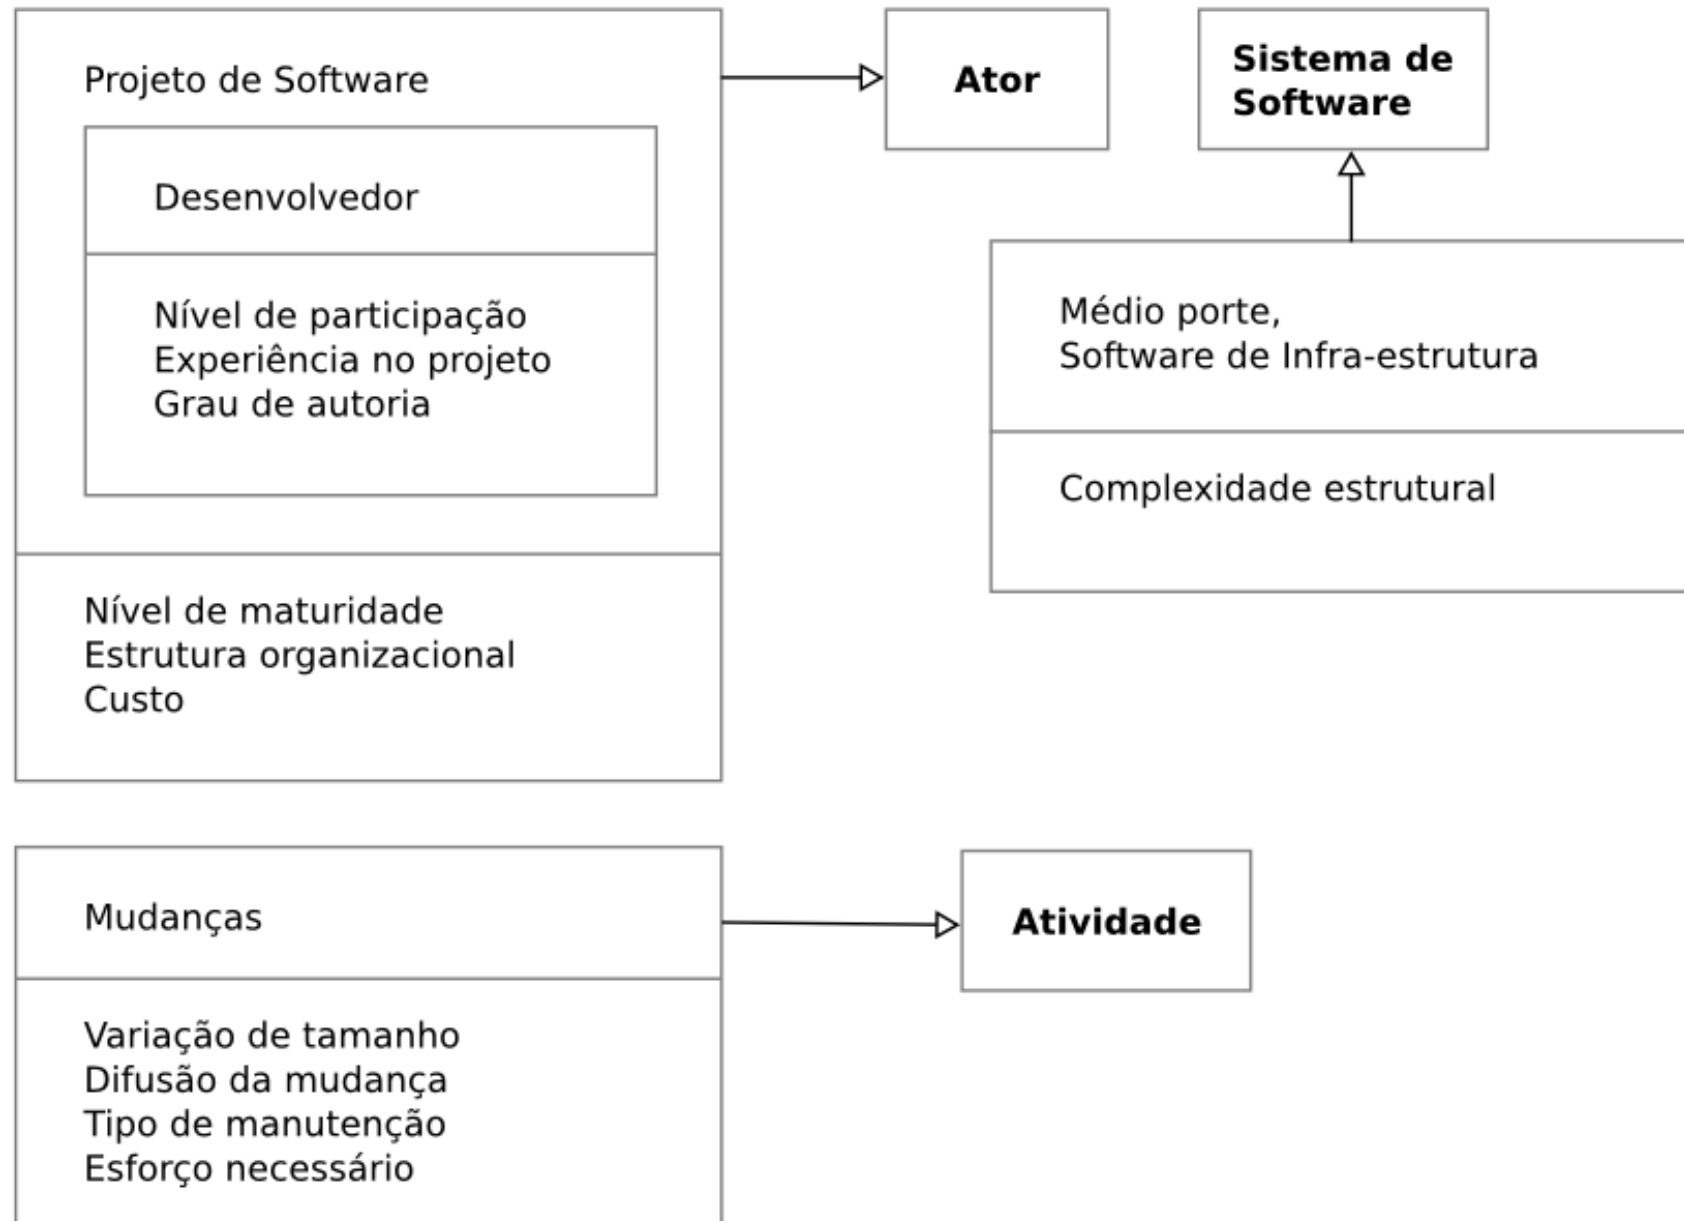 Projeto de Software
Ator
Sistema de
Software
Desenvolvedor
Nível de participação
Experiência no projeto
Grau de autoria
Médio porte,
Software de Infra-estrutura
Complexidade estrutural
Nível de maturidade
Estrutura organizacional
Custo
Mudanças
Atividade
Variação de tamanho
Difusão da mudança
Tipo de manutenção
Esforço necessário